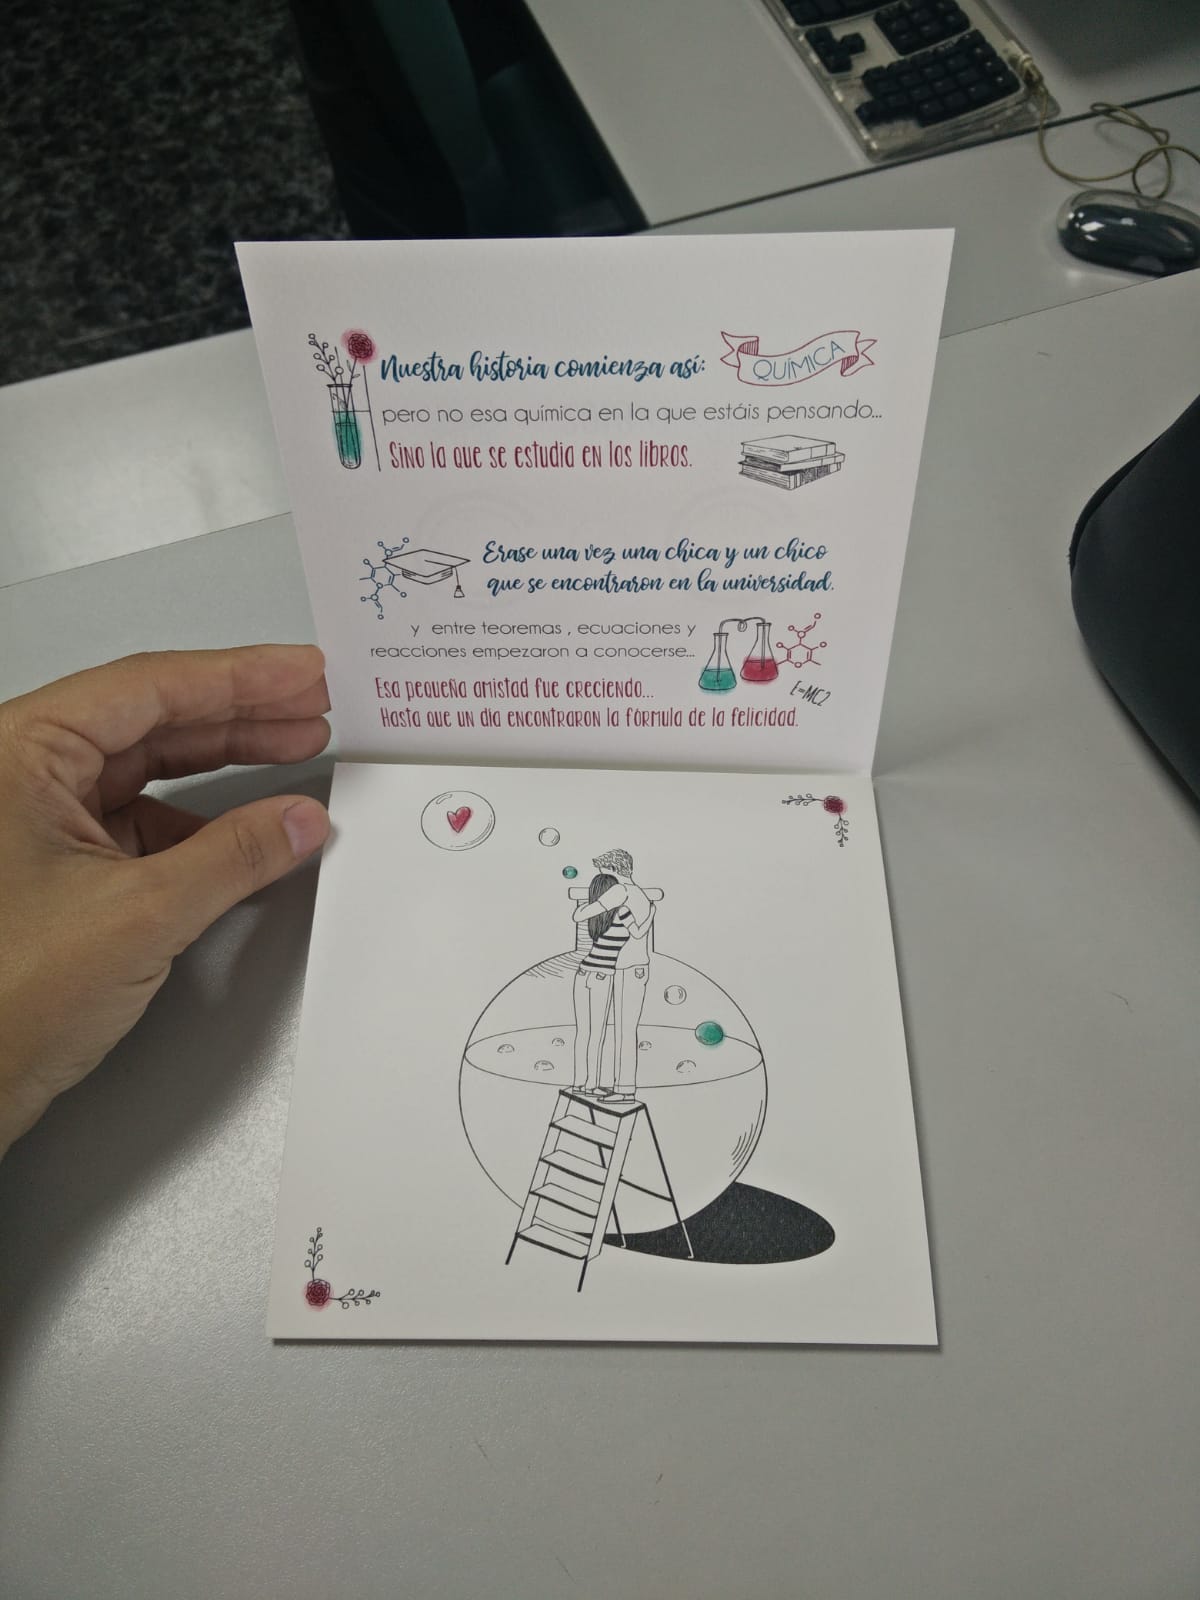 Nuestra historia comienza así:
QUÍMICA
pero no esa química en la que estáis pensando...
Sino la que se estudia en los libros.
Erase una vez una chica y un chico
que se encontraron en la universidad.
y entre teoremas , ecuaciones y
reacciones empezaron a conocerse...
E=MC2
Esa pequeña amistad fue creciendo...
Hasta que un día encontraron la fórmula de la felicidad.